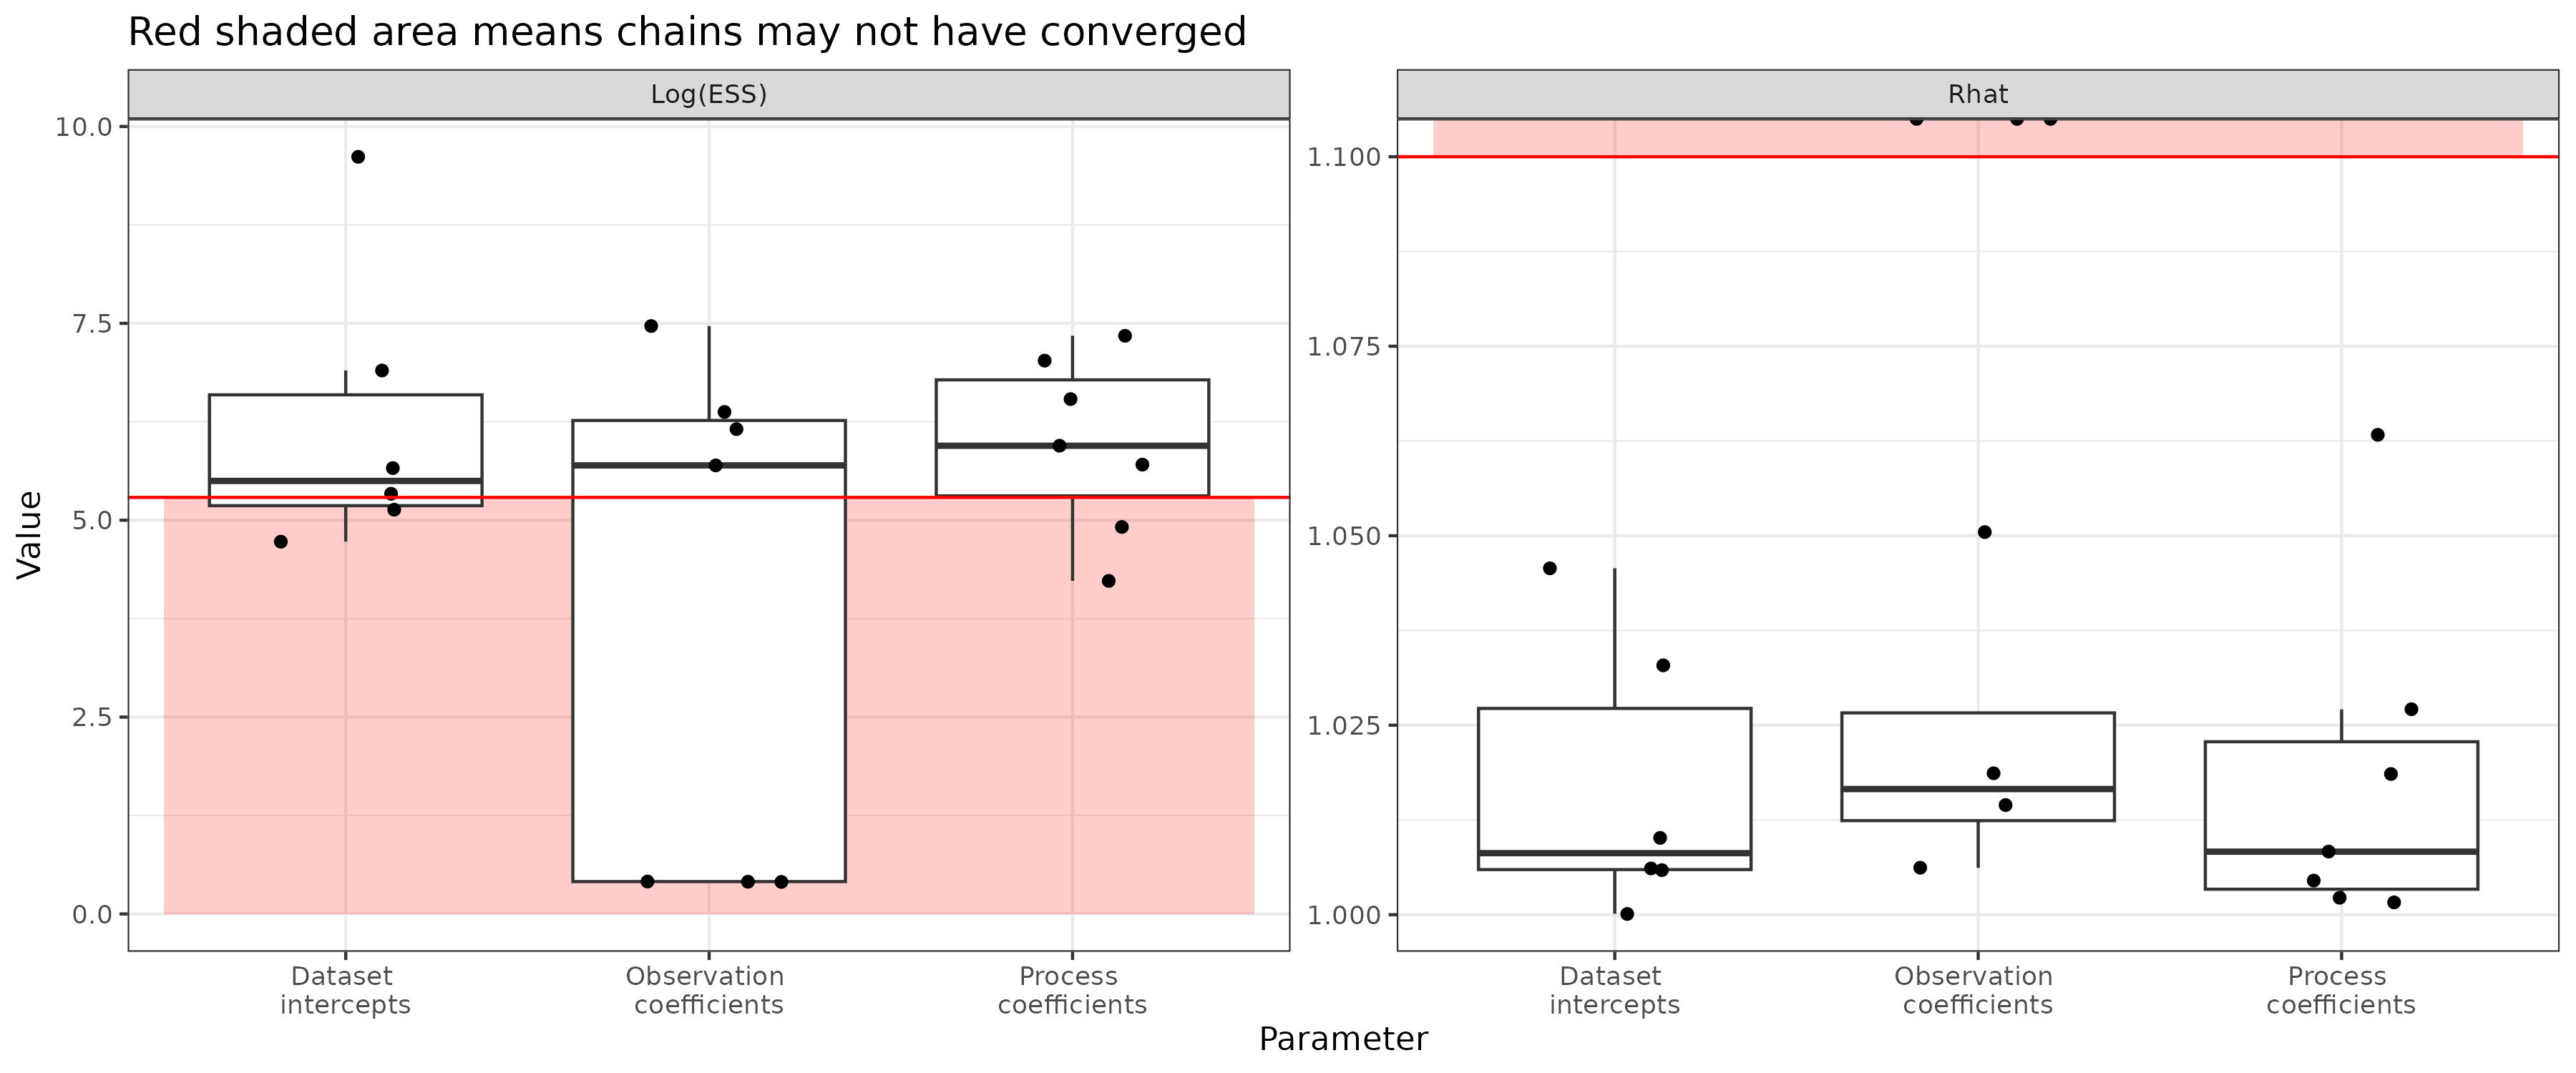 Red shaded area means chains may not have converged
Log(ESS)
Rhat
Value
10.0
7.5
5.0
2.5
0.0
1.100
1.075
1.050
1.025
1.000
Dataset
intercepts
Observation
coefficients
Process
coefficients
Dataset
intercepts
Observation
coefficients
Process
coefficients
Parameter